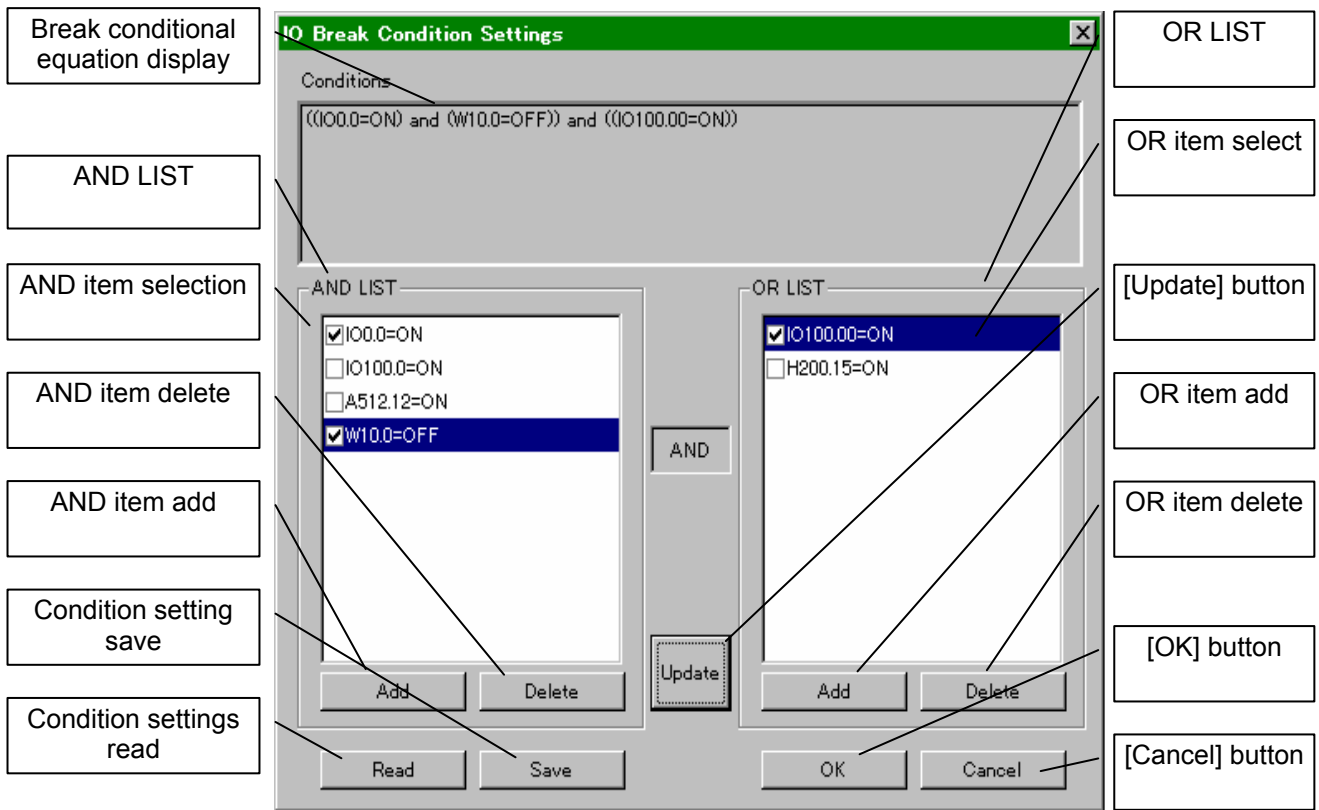 Break conditional
equation display
AND LIST
AND item selection
AND item delete
AND item add
Condition setting
save
Condition settings
read
IO Break Condition Settings
Conditions
((IO0.0=ON) and (W10.0=OFF)) and ((IO100.00=ON))
AND LIST
IO0.0=ON
IO100.0=ON
A512.12=ON
W10.0=OFF
Add
Delete
AND
Update
OR LIST
IO100.00=ON
H200.15=ON
Add
Delete
Read
Save
OK
Cancel
OR LIST
OR item select
[Update] button
OR item add
OR item delete
[OK] button
[Cancel] button